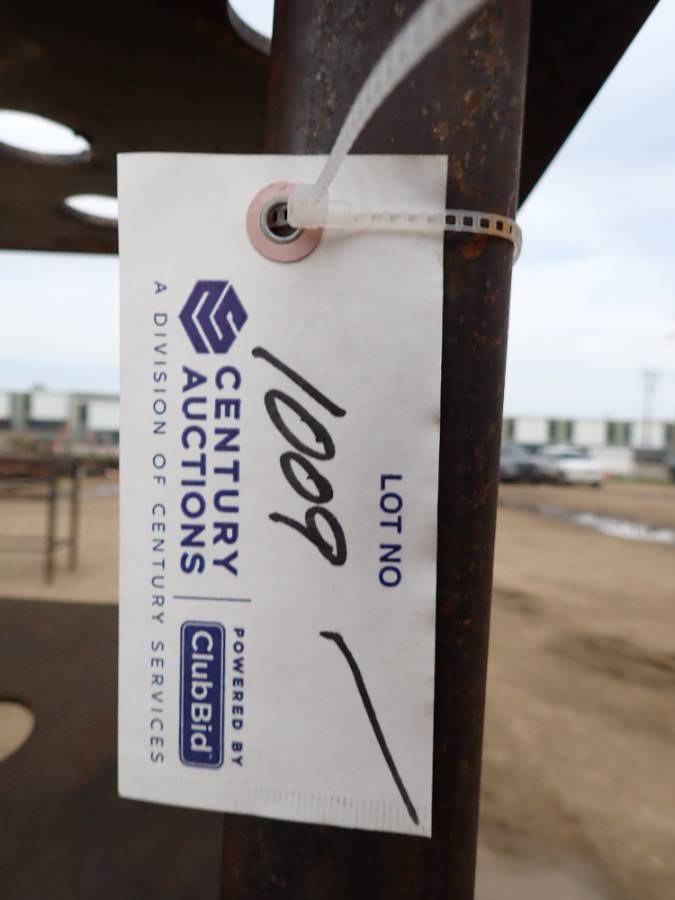 LOT NO
1009 /
CENTURY
AUCTIONS
POWERED BY
ClubBid
A DIVISION OF CENTURY SERVICES